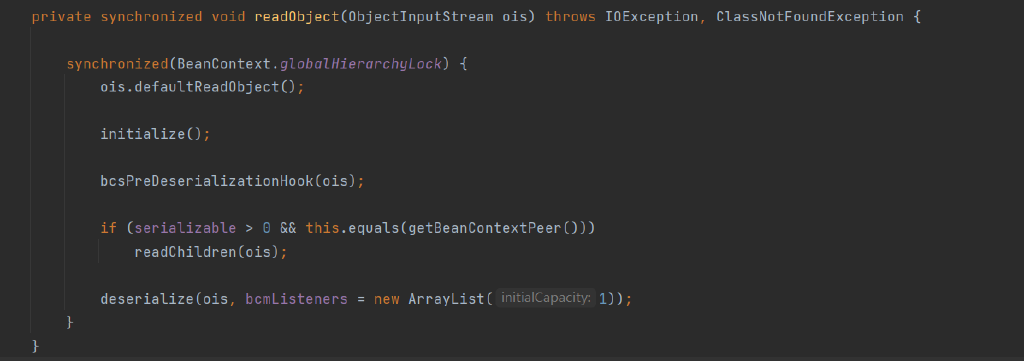 private synchronized void readObject(ObjectInputStream ois) throws IOException, ClassNotFoundException {
synchronized(BeanContext.globalHierarchyLock) {
ois.defaultReadObject();
initialize();
bcsPreDeserializationHook(ois);
if (serializable > 0 && this.equals(getBeanContextPeer()))
readChildren(ois);
deserialize(ois, bcmListeners = new ArrayList( initialCapacity: 1));
}
}